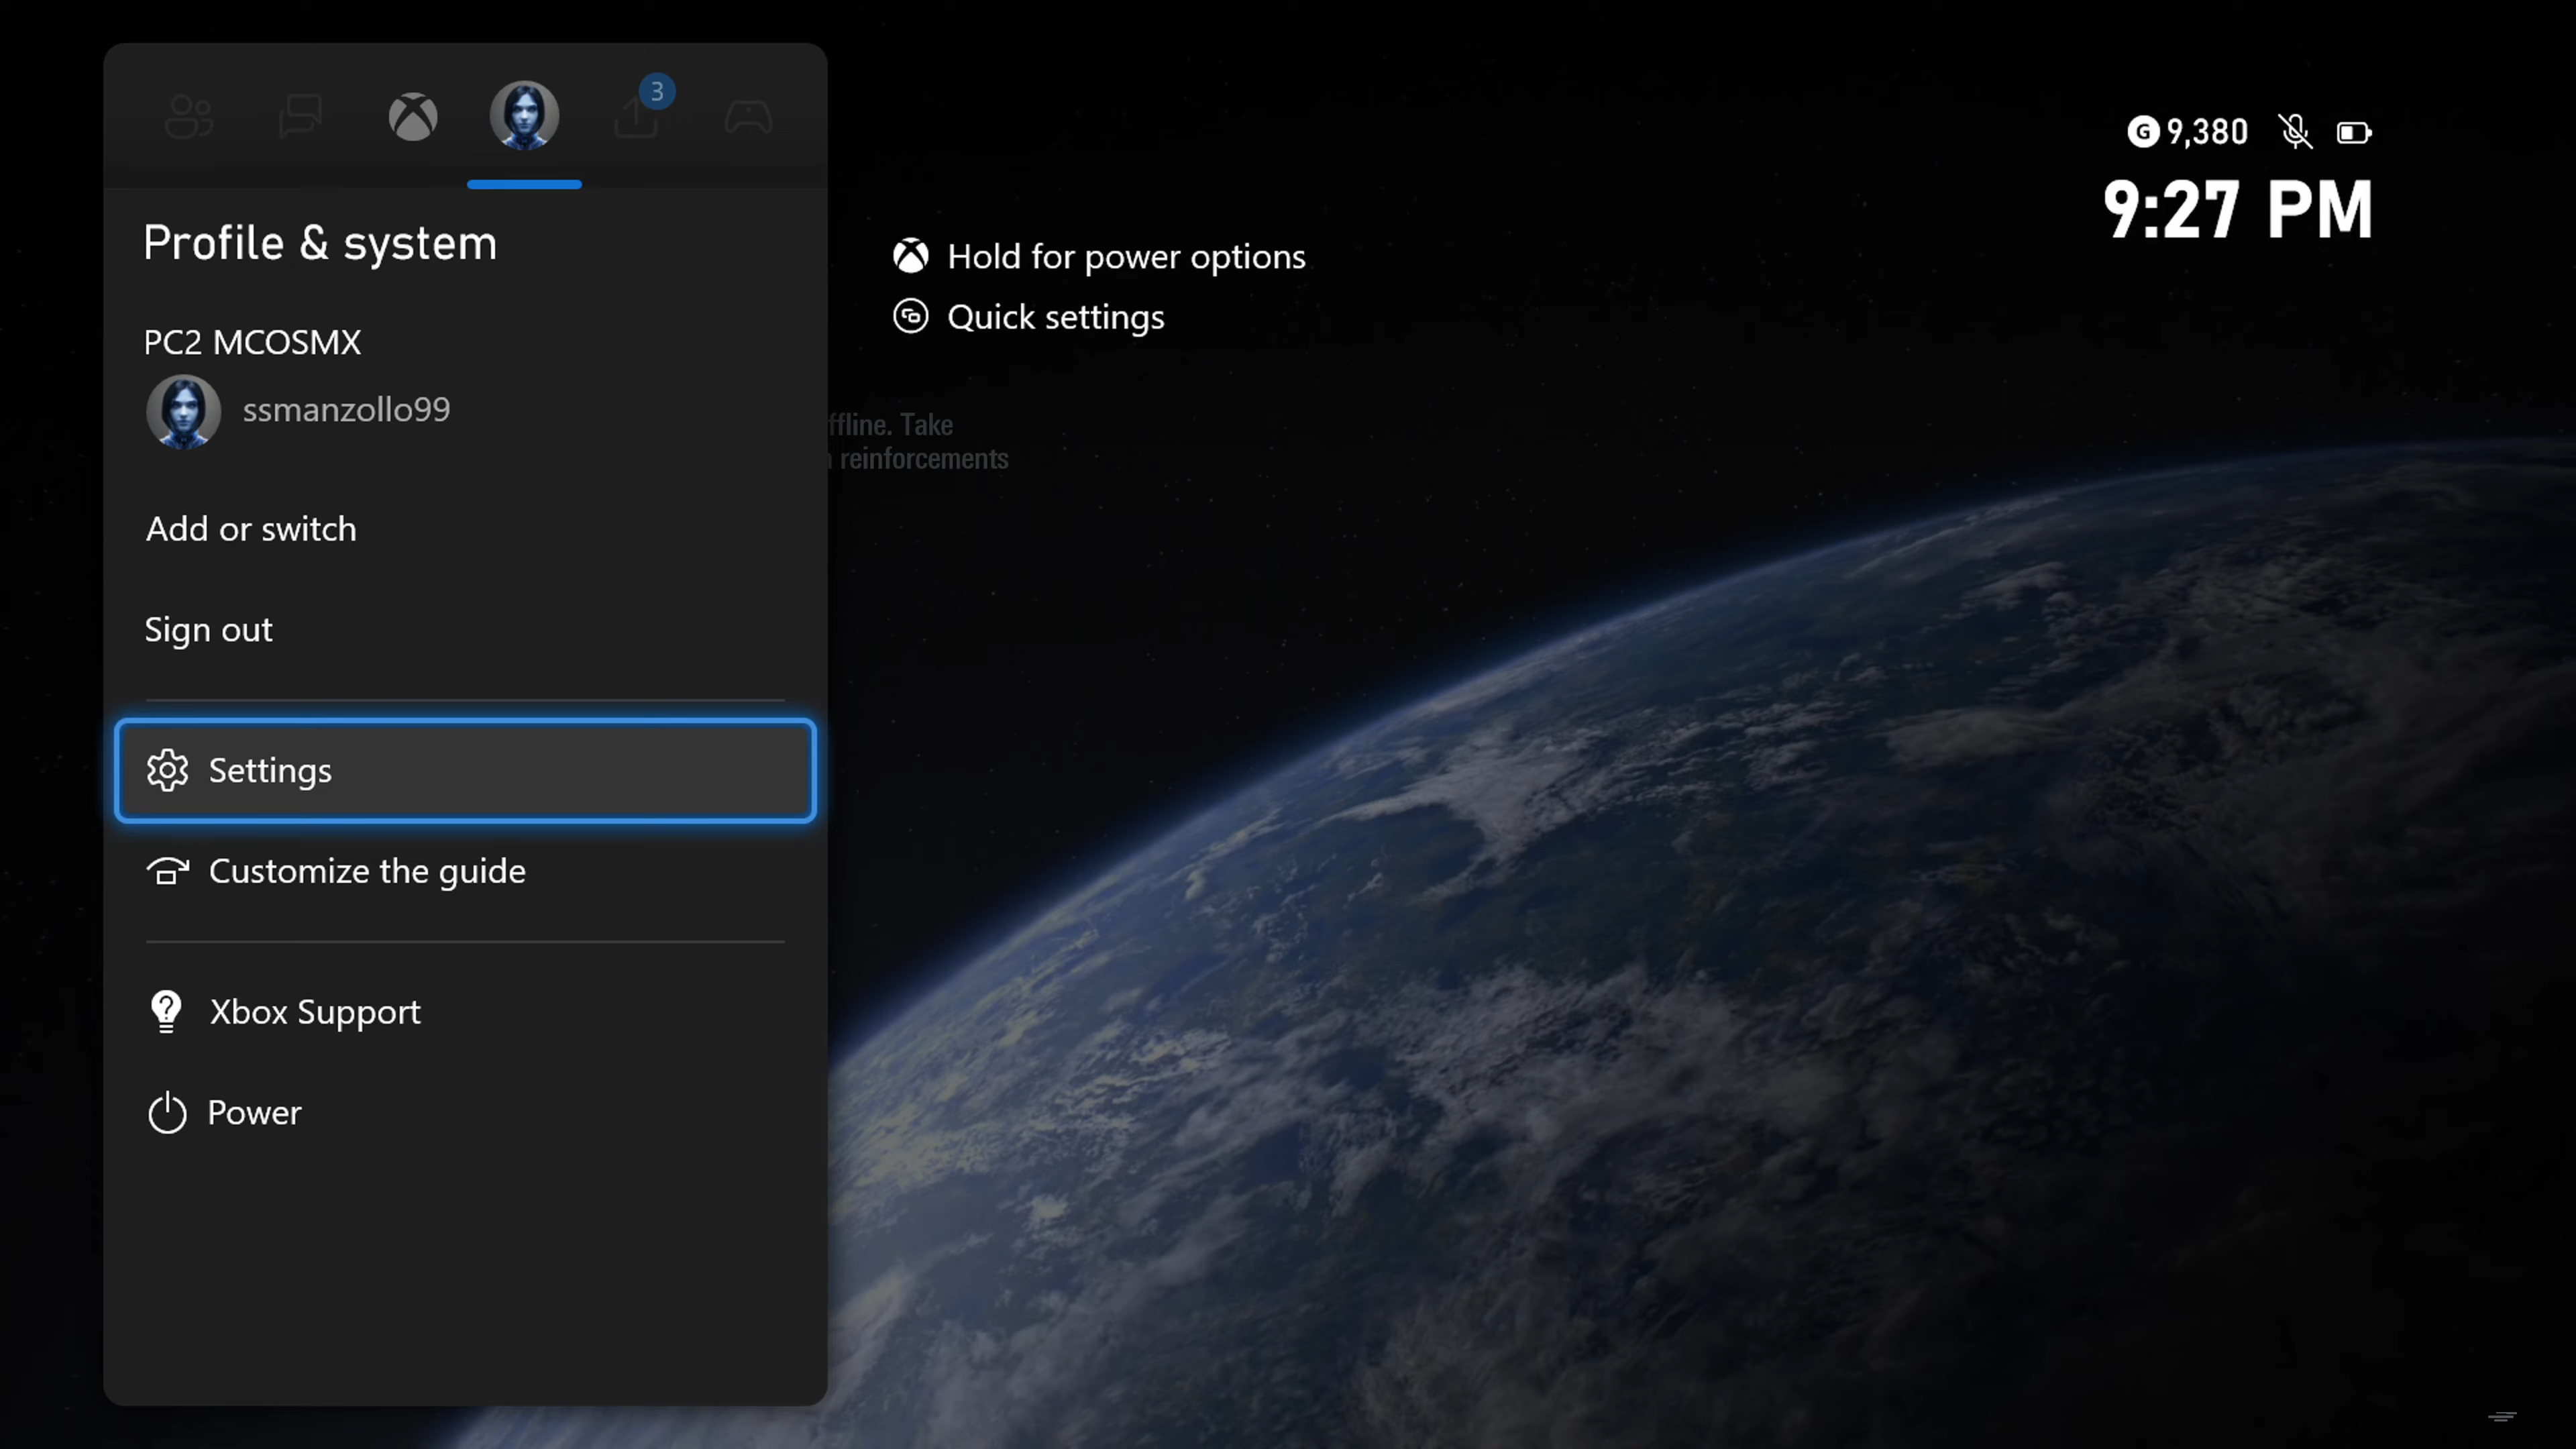 3
G 9,380
9:27 PM
Profile & system
Hold for power options
Quick settings
PC2 MCOSMX
ssmanzollo99
Take
reinforcements
Add or switch
Sign out
Settings
Customize the guide
Xbox Support
Power